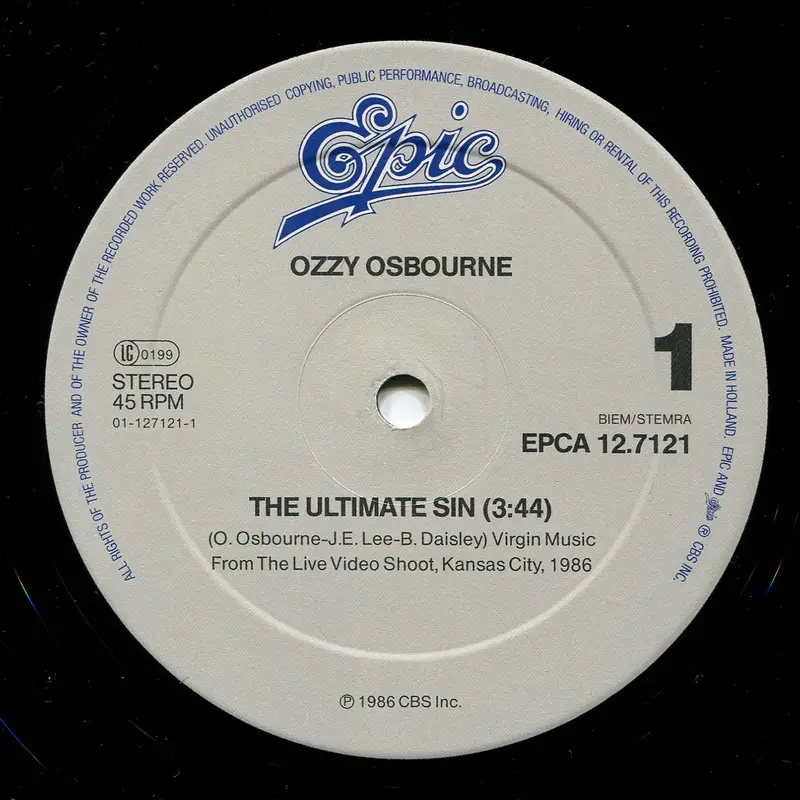 ALL RIGHTS OF THE PRODUCER AND OF THE OWNER OF THE RECORDED WORK RESERVED. UNAUTHORISED COPYING, PUBLIC PERFORMANCE, BROADCASTING, HIRING OR RENTAL OF THIS RECORDING PROHIBITED. MADE IN HOLLAND. EPIC AND Epic ℗ CBS INC.
Epic
OZZY OSBOURNE
LC 0199
STEREO
45 RPM
01-127121-1
1
BIEM/STEMRA
EPCA 12.7121
THE ULTIMATE SIN (3:44)
(O. Osbourne-J.E. Lee-B. Daisley) Virgin Music
From The Live Video Shoot, Kansas City, 1986
℗ 1986 CBS Inc.